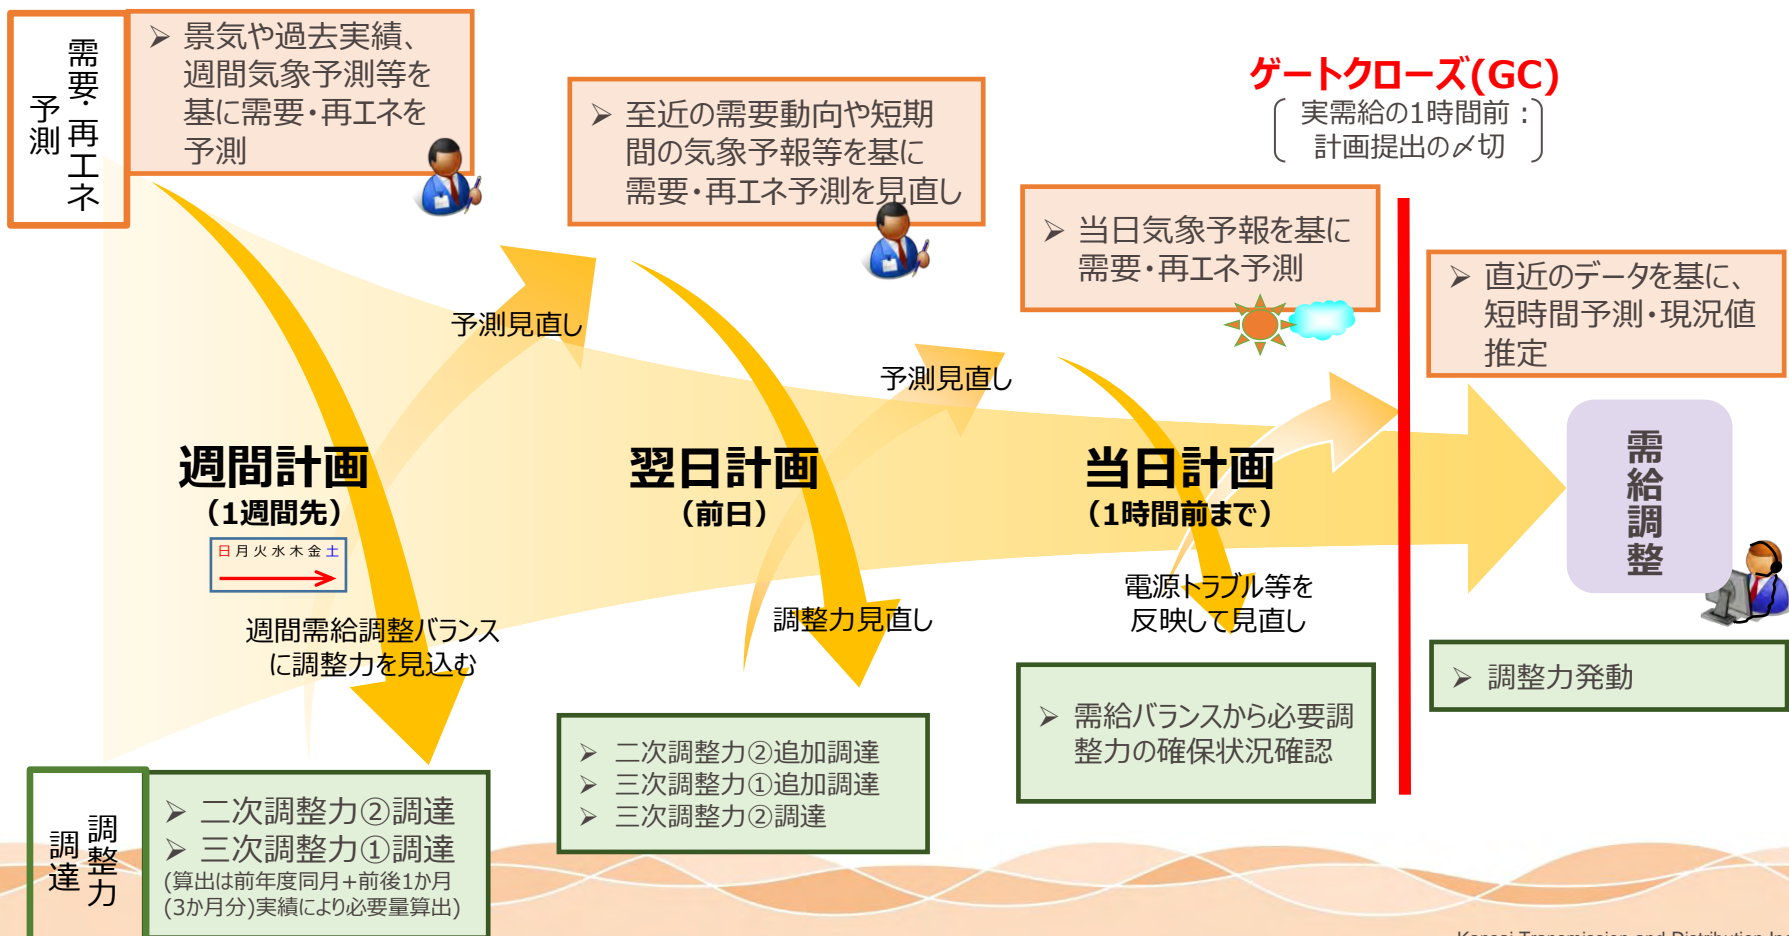 需要・再エネ
予測
➢ 景気や過去実績、
週間気象予測等を
基に需要・再エネを
予測
➢ 至近の需要動向や短期
間の気象予報等を基に
需要・再エネ予測を見直し
ゲートクローズ(GC)
実需給の1時間前：
計画提出の〆切
➢ 当日気象予報を基に
需要・再エネ予測
➢ 直近のデータを基に、
短時間予測・現況値
推定
予測見直し
予測見直し
週間計画
（1週間先）
日月火水木金土
翌日計画
（前日）
当日計画
（1時間前まで）
需給調整
週間需給調整バランス
に調整力を見込む
調整力見直し
電源トラブル等を
反映して見直し
調整力
調達
➢ 二次調整力②調達
➢ 三次調整力①調達
(算出は前年度同月+前後1か月
(3か月分)実績により必要量算出)
➢ 二次調整力②追加調達
➢ 三次調整力①追加調達
➢ 三次調整力②調達
➢ 需給バランスから必要調
整力の確保状況確認
➢ 調整力発動
Kansai Transmission and Distribution In